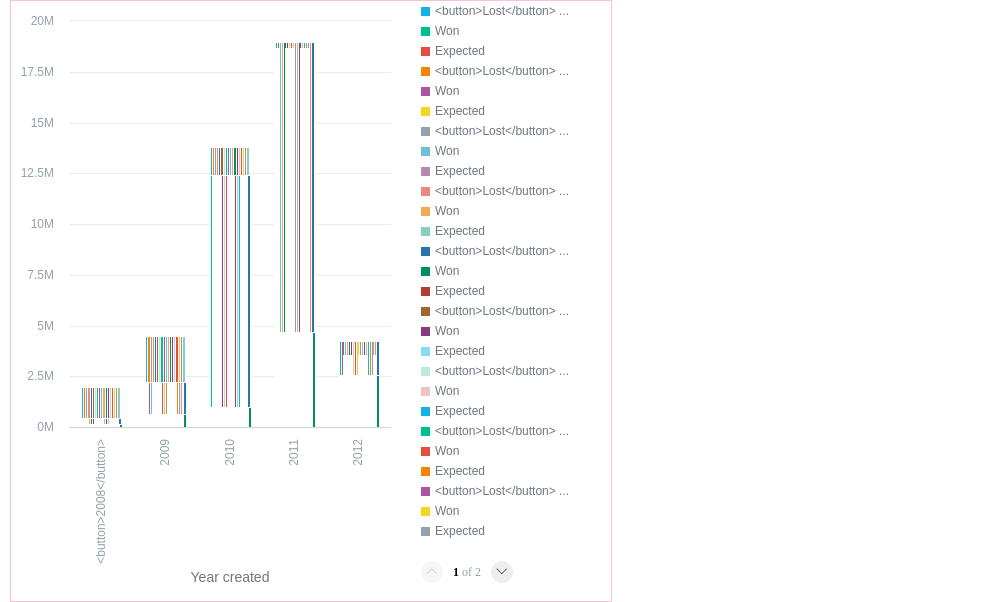 20M
17.5M
15M
12.5M
10M
7.5M
5M
2.5M
0M
<button>2008</button>
2009
2010
2011
2012
Year created
<button>Lost</button> ...
Won
Expected
<button>Lost</button> ...
Won
Expected
<button>Lost</button> ...
Won
Expected
<button>Lost</button> ...
Won
Expected
<button>Lost</button> ...
Won
Expected
<button>Lost</button> ...
Won
Expected
<button>Lost</button> ...
Won
Expected
<button>Lost</button> ...
Won
Expected
<button>Lost</button> ...
Won
Expected
1 of 2